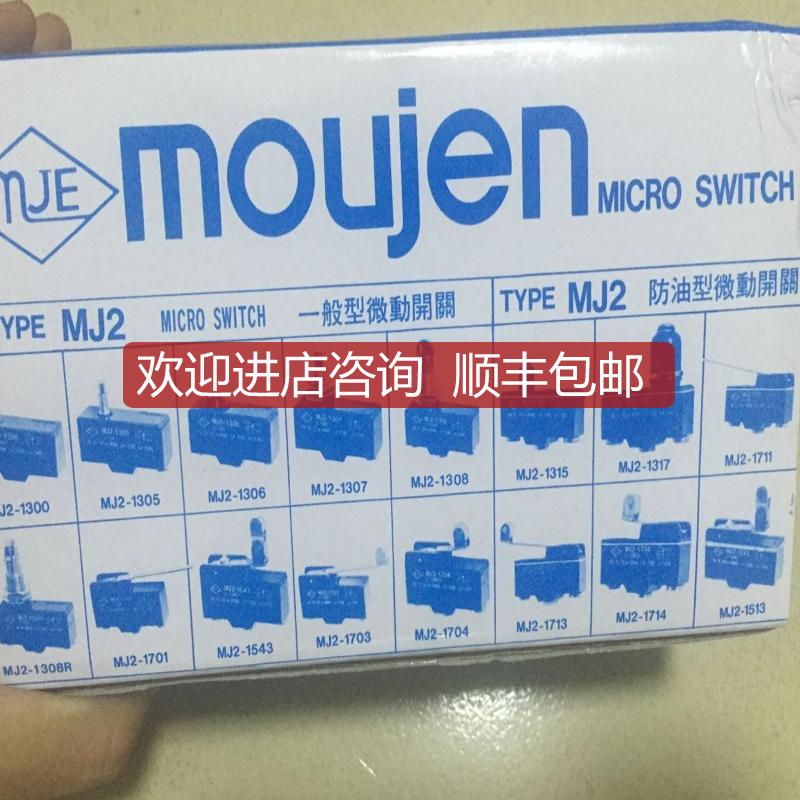 MJE
moujen MICRO SWITCH
TYPE MJ2 MICRO SWITCH 一般型微動開關 TYPE MJ2 防油型微動開關
欢迎进店咨询 顺丰包邮
MJ2-1300 MJ2-1305 MJ2-1306 MJ2-1307 MJ2-1308 MJ2-1315 MJ2-1317 MJ2-1711
MJ2-1308R MJ2-1701 MJ2-1543 MJ2-1703 MJ2-1704 MJ2-1713 MJ2-1714 MJ2-1513